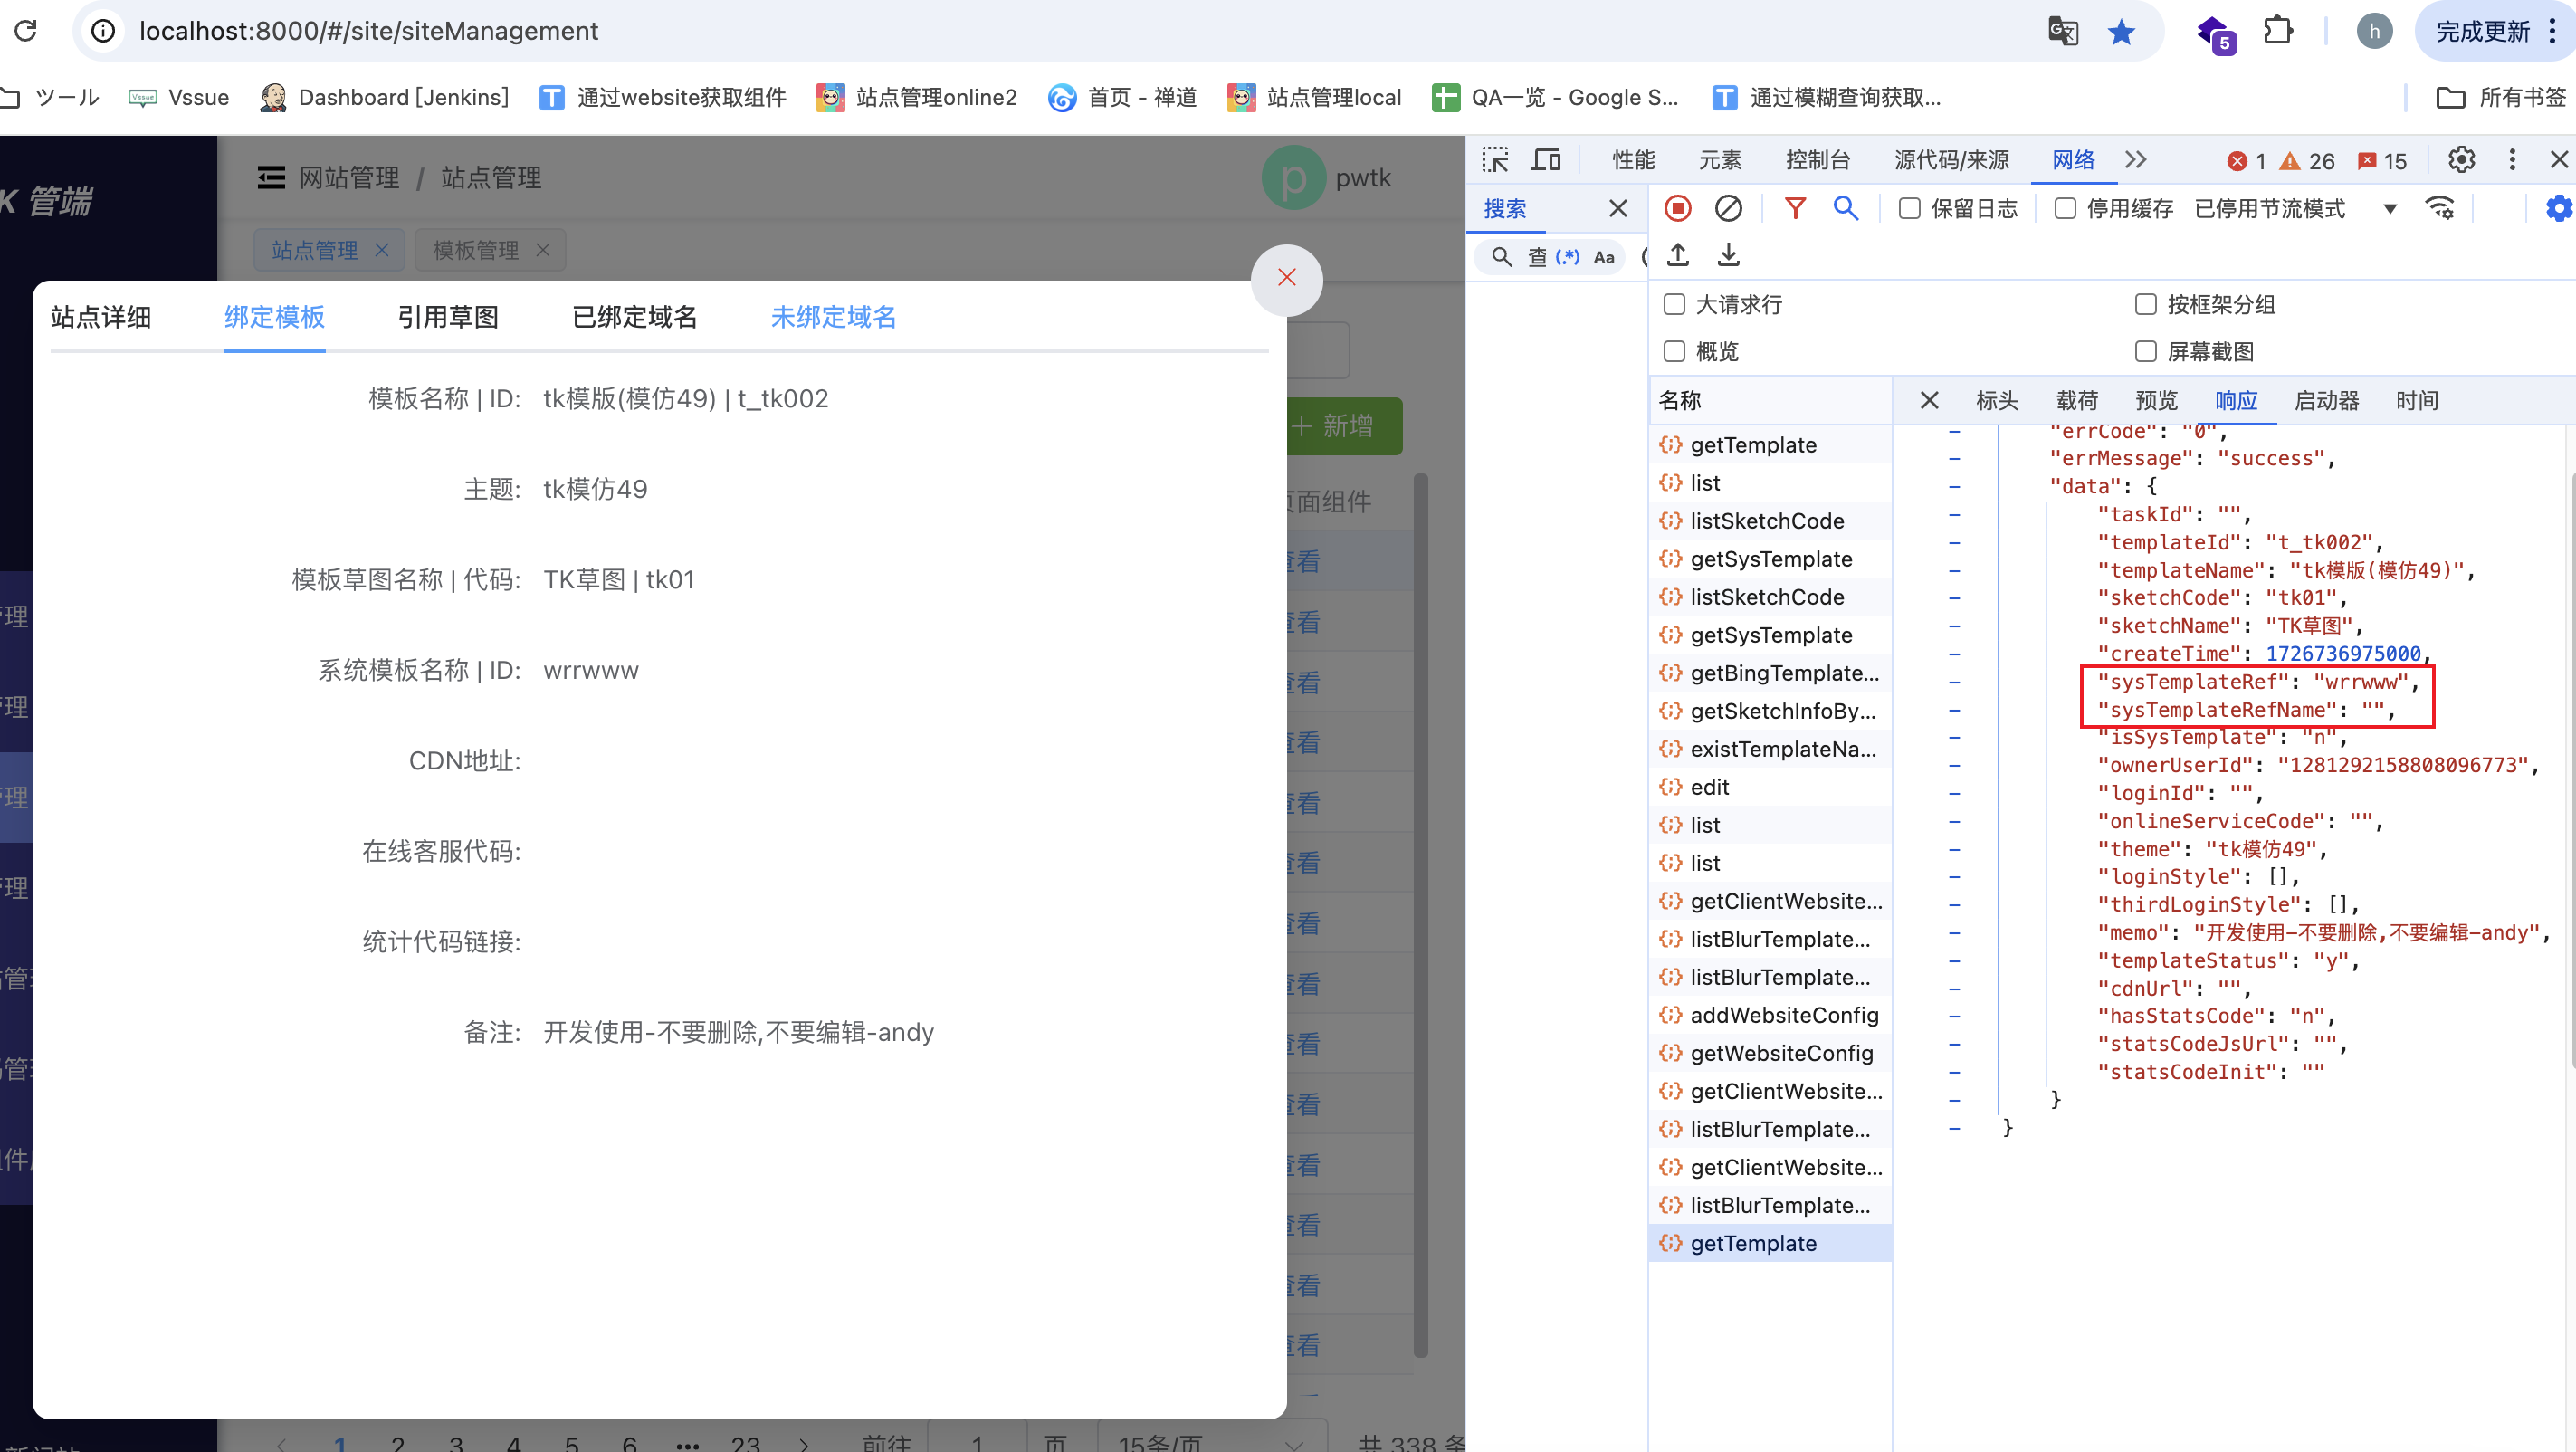 localhost:8000/#/site/siteManagement
5
h
完成更新
ツール
Vssue
Vssue
Dashboard [Jenkins]
通过website获取组件
站点管理online2
首页 - 禅道
站点管理local
QA一览 - Google S...
通过模糊查询获取...
所有书签
K 管端
网站管理 / 站点管理
p
pwtk
站点管理
模板管理
站点详细
绑定模板
引用草图
已绑定域名
未绑定域名
模板名称 | ID: tk模版(模仿49) | t_tk002
主题: tk模仿49
模板草图名称 | 代码: TK草图 | tk01
系统模板名称 | ID: wrrwww
CDN地址:
在线客服代码:
统计代码链接:
备注: 开发使用-不要删除,不要编辑-andy
+ 新增
页面组件
查看
查看
查看
查看
查看
查看
查看
查看
查看
查看
查看
查看
查看
查看
管理
管理
管理
管理
1 2 3 4 5 6 ••• 23
前往 1 页
15条/页
共 338 条
性能
元素
控制台
源代码/来源
网络
1
26
15
搜索
保留日志
停用缓存
已停用节流模式
查
(.*)
Aa
大请求行
按框架分组
概览
屏幕截图
名称
标头
载荷
预览
响应
启动器
时间
getTemplate
list
listSketchCode
getSysTemplate
listSketchCode
getSysTemplate
getBingTemplate...
getSketchInfoBy...
existTemplateNa...
edit
list
list
getClientWebsite...
listBlurTemplate...
listBlurTemplate...
addWebsiteConfig
getWebsiteConfig
getClientWebsite...
listBlurTemplate...
getClientWebsite...
listBlurTemplate...
getTemplate
"errCode": "0",
"errMessage": "success",
"data": {
"taskId": "",
"templateId": "t_tk002",
"templateName": "tk模版(模仿49)",
"sketchCode": "tk01",
"sketchName": "TK草图",
"createTime": 1726736975000,
"sysTemplateRef": "wrrwww",
"sysTemplateRefName": "",
"isSysTemplate": "n",
"ownerUserId": "1281292158808096773",
"loginId": "",
"onlineServiceCode": "",
"theme": "tk模仿49",
"loginStyle": [],
"thirdLoginStyle": [],
"memo": "开发使用-不要删除,不要编辑-andy",
"templateStatus": "y",
"cdnUrl": "",
"hasStatsCode": "n",
"statsCodeJsUrl": "",
"statsCodeInit": ""
}
}